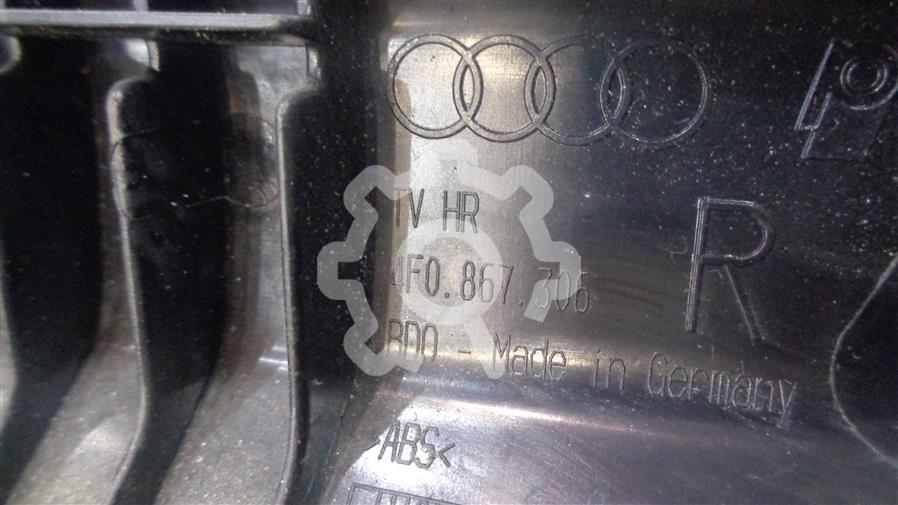 TV HR
R
4F0.867.306
BDO - Made in Germany
>ABS<